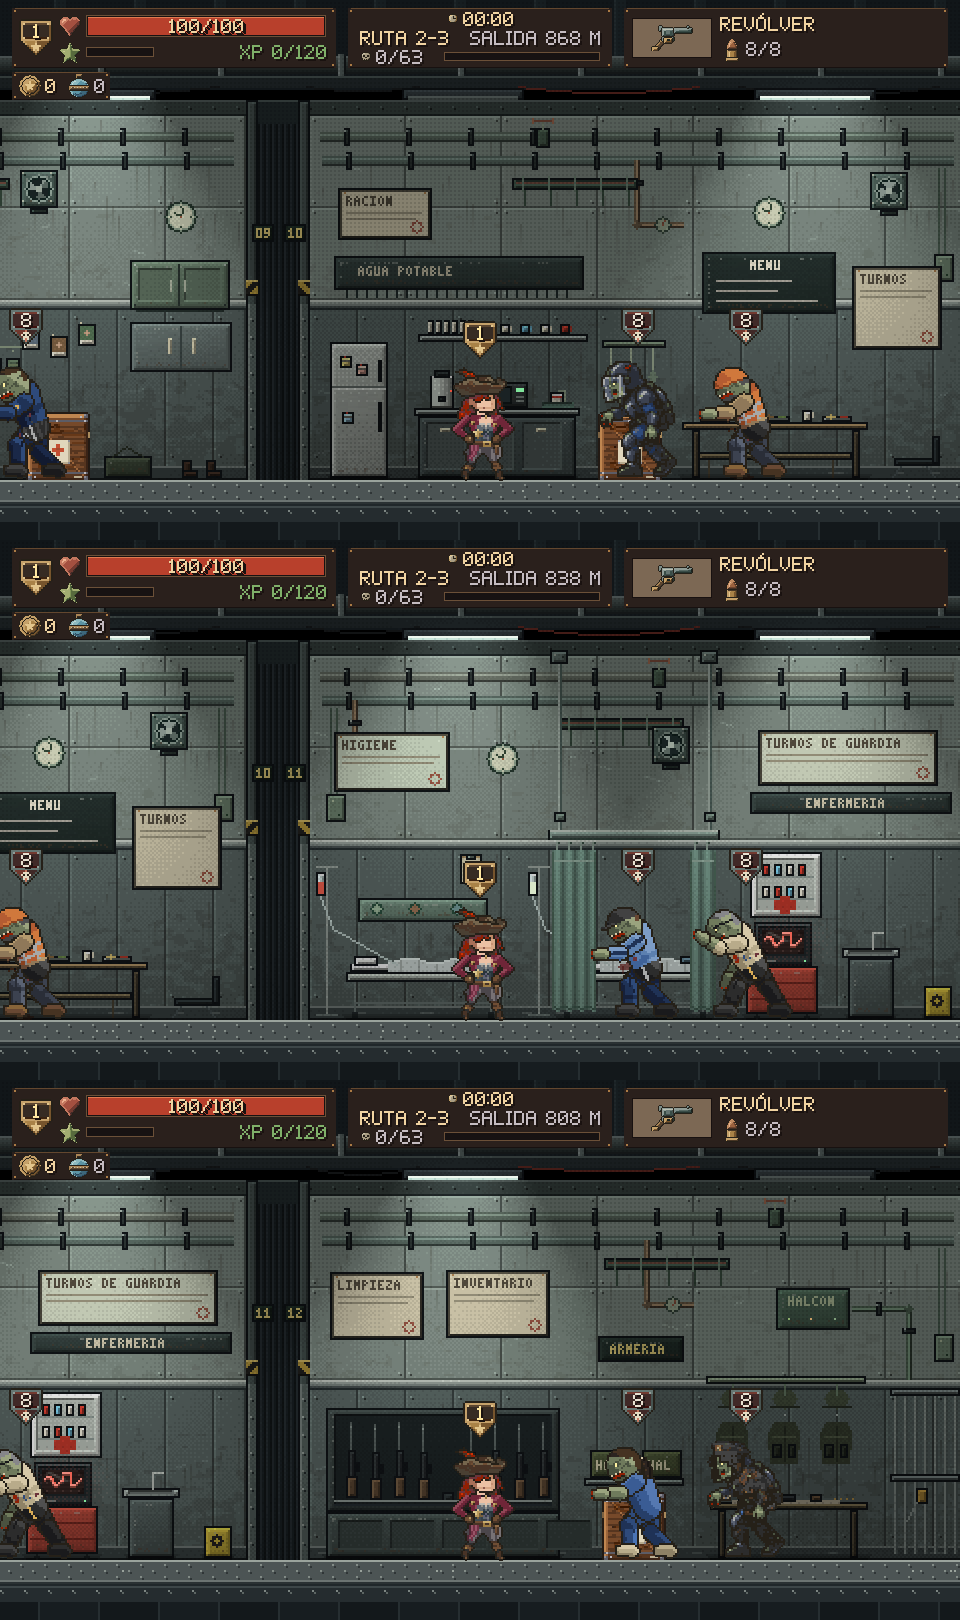 1
100/100
XP 0/120
0 0
00:00
RUTA 2-3 SALIDA 868 M
0/63
REVÓLVER
8/8
09 10
RACION
AGUA POTABLE
MENU
TURNOS
8
1
8
8
1
100/100
XP 0/120
0 0
00:00
RUTA 2-3 SALIDA 838 M
0/63
REVÓLVER
8/8
10 11
MENU
TURNOS
HIGIENE
TURNOS DE GUARDIA
ENFERMERIA
8
1
8
8
1
100/100
XP 0/120
0 0
00:00
RUTA 2-3 SALIDA 808 M
0/63
REVÓLVER
8/8
TURNOS DE GUARDIA
ENFERMERIA
11 12
LIMPIEZA
INVENTARIO
HALCON
ARMERIA
8
1
8
8